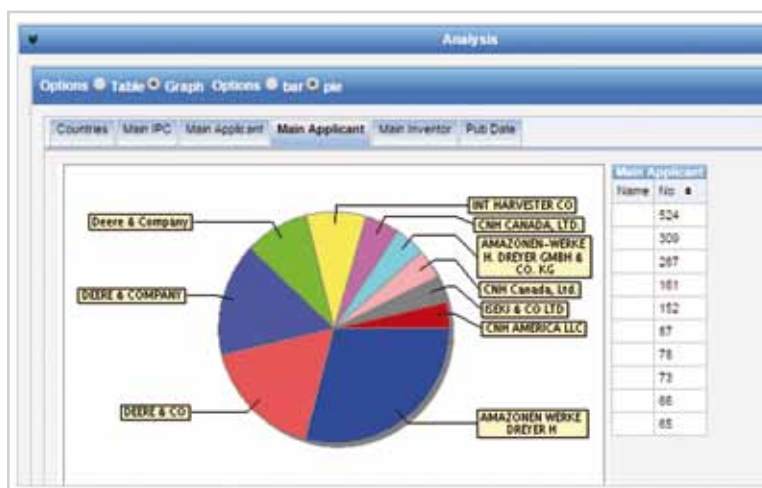 Analysis
Options Table Graph Options bar pie
Countries Main IPC Main Applicant Main Applicant Main Inventor Pub Date
INT HARVESTER CO
CNH CANADA, LTD.
AMAZONEN-WERKE
H. DREYER GMBH &
CO. KG
CNH Canada, Ltd.
ISEKI & CO LTD
CNH AMERICA LLC
AMAZONEN WERKE
DREYER H
Deere & Company
DEERE & COMPANY
DEERE & CO
Main Applicant
Name No
524
309
287
161
152
87
78
73
66
65